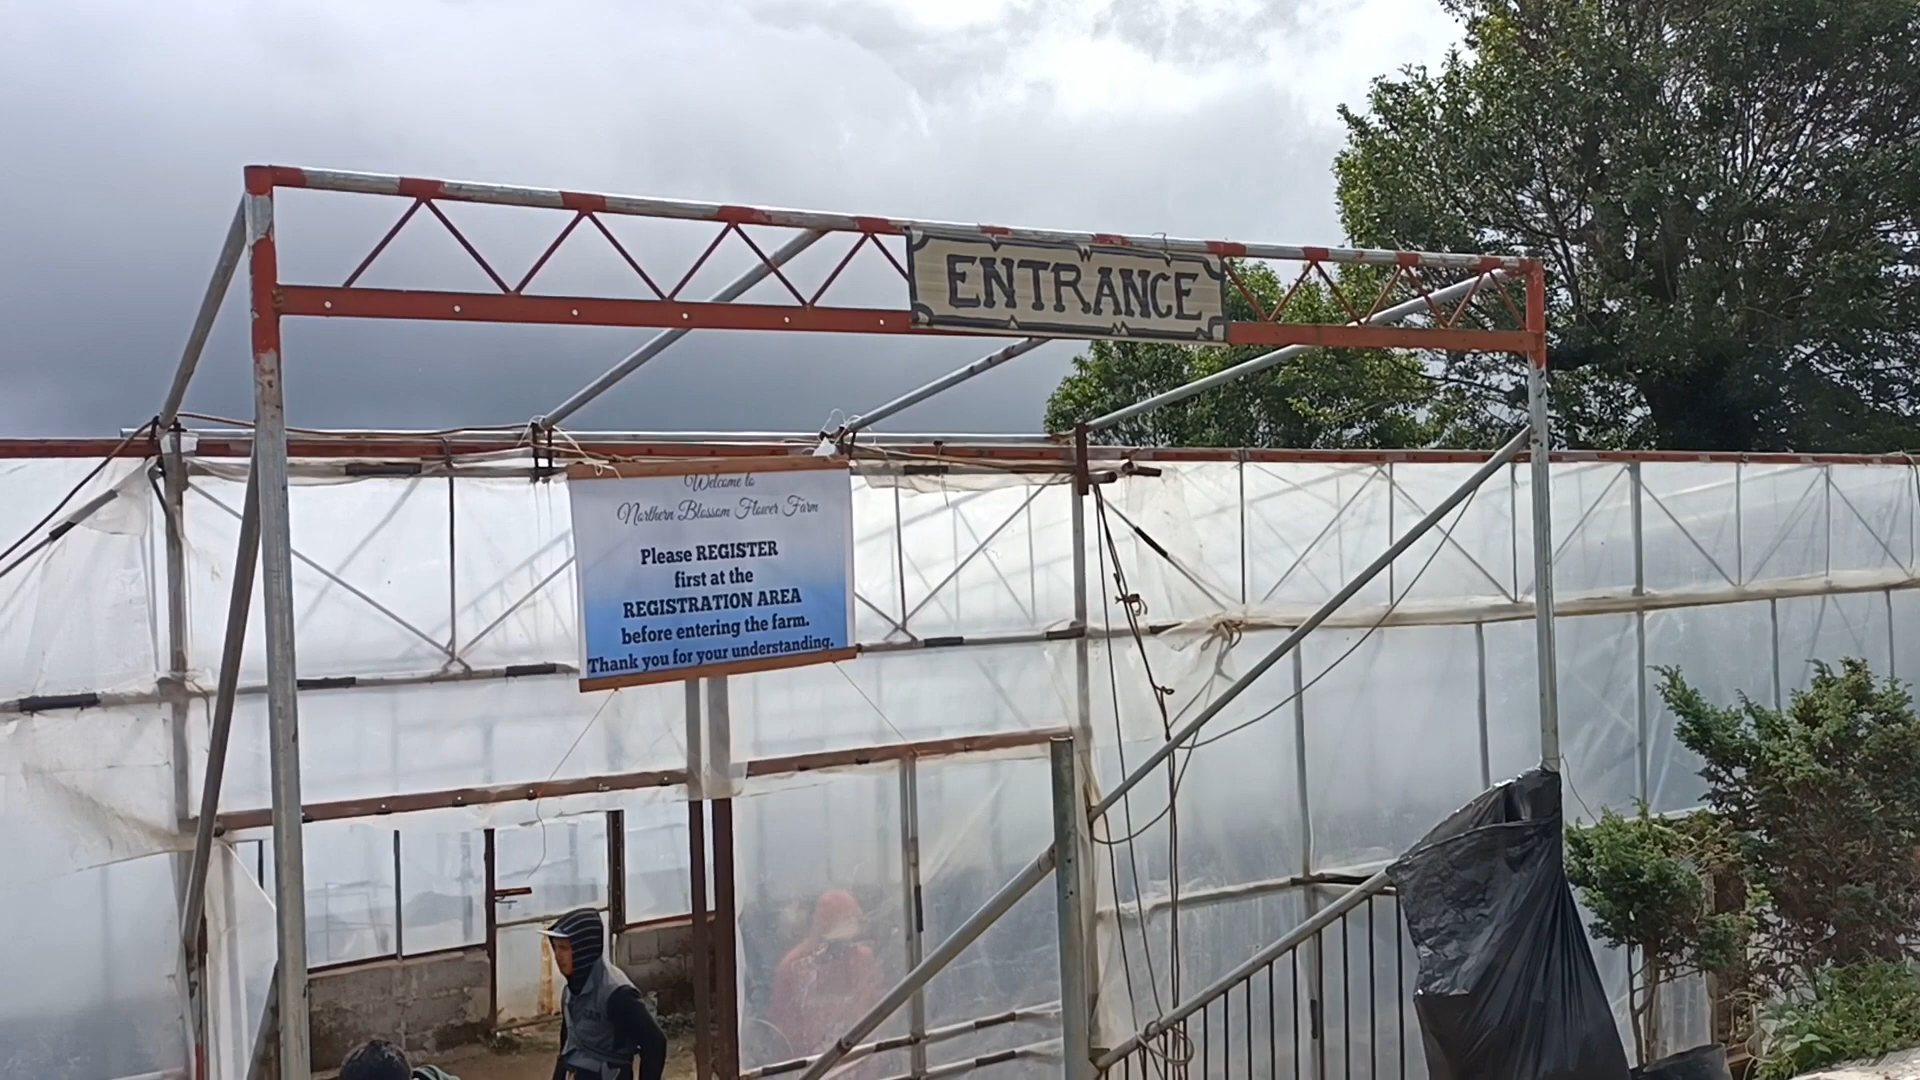 ENTRANCE
Welcome to
Northern Blossom Flower Farm
Please REGISTER
first at the
REGISTRATION AREA
before entering the farm.
Thank you for your understanding.